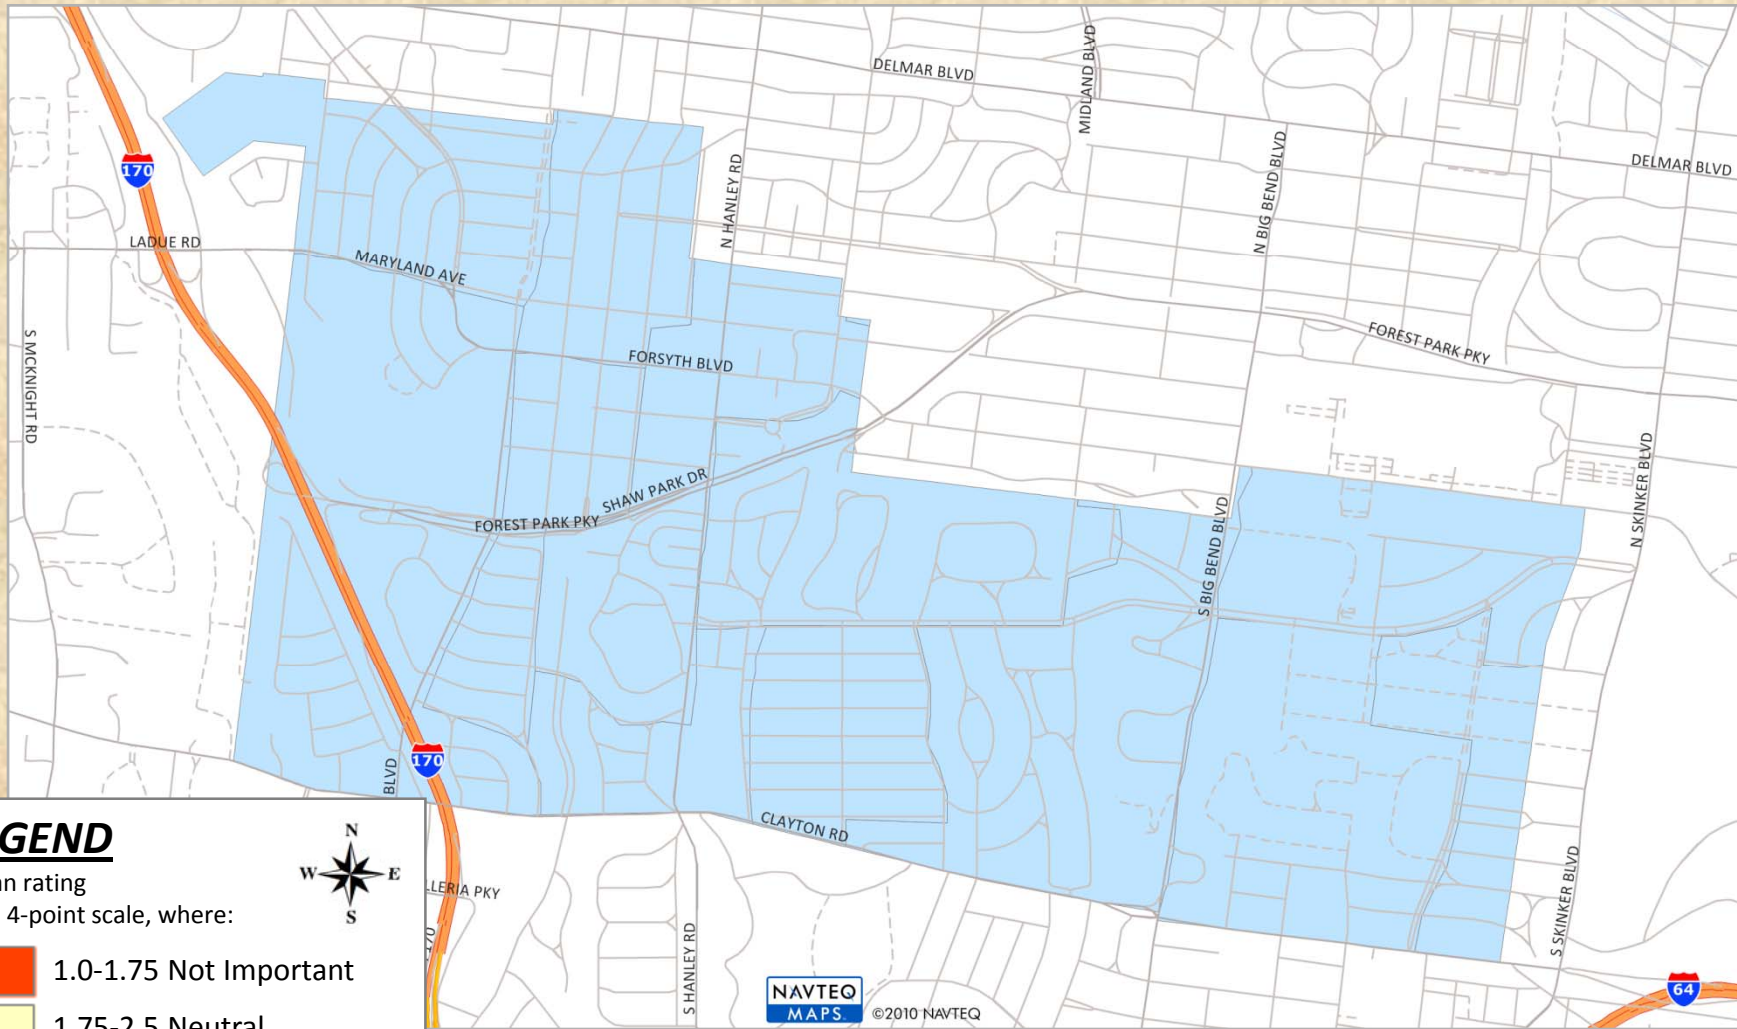 DELMAR BLVD
MIDLAND BLVD
170
N HANLEY RD
N BIG BEND BLVD
DELMAR BLVD
LADUE RD
MARYLAND AVE
S MCKNIGHT RD
FORSYTH BLVD
FOREST PARK PKY
SHAW PARK DR
FOREST PARK PKY
N SKINKER BLVD
S BIG BEND BLVD
BLVD
170
CLAYTON RD
GEND
N
W E
S
n rating
4-point scale, where:
LLERIA PKY
1.0-1.75 Not Important
1.75-2.5 Neutral
S HANLEY RD
S SKINKER BLVD
NAVTEQ
MAPS
©2010 NAVTEQ
64